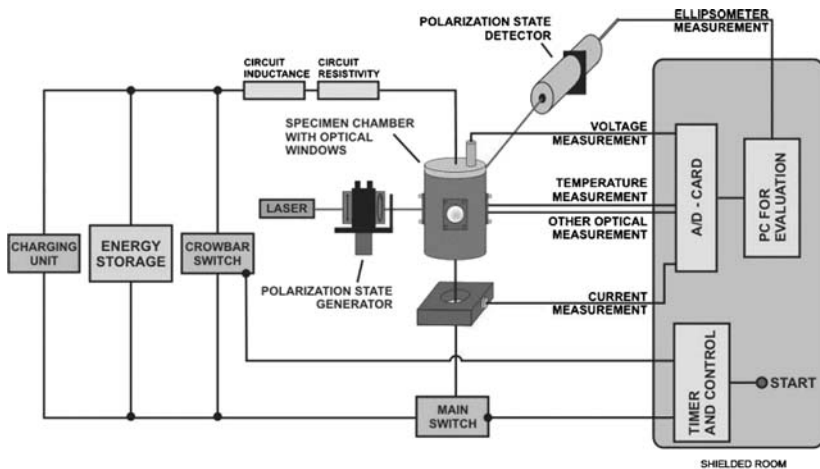 POLARIZATION STATE
DETECTOR
ELLIPSOMETER
MEASUREMENT
CIRCUIT
INDUCTANCE
CIRCUIT
RESISTIVITY
SPECIMEN CHAMBER
WITH OPTICAL
WINDOWS
VOLTAGE
MEASUREMENT
TEMPERATURE
MEASUREMENT
OTHER OPTICAL
MEASUREMENT
A/D - CARD
PC FOR
EVALUATION
LASER
CHARGING
UNIT
ENERGY
STORAGE
CROWBAR
SWITCH
POLARIZATION STATE
GENERATOR
CURRENT
MEASUREMENT
TIMER
AND CONTROL
START
MAIN
SWITCH
SHIELDED ROOM